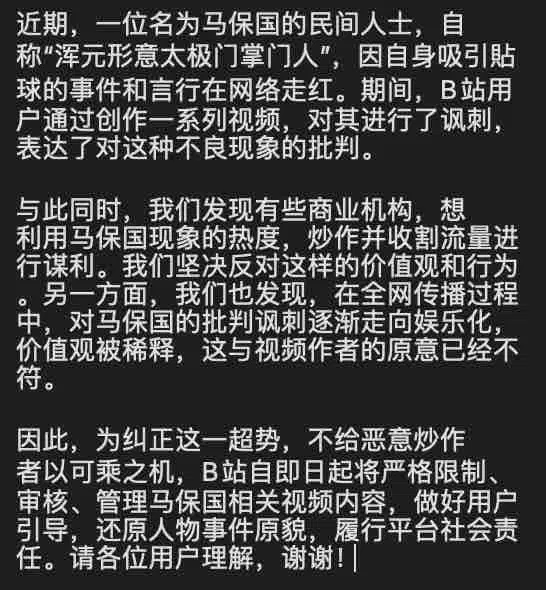 近期，一位名为马保国的民间人士，自
称“浑元形意太极门掌门人”，因自身吸引貼
球的事件和言行在网络走红。期间，B站用
户通过创作一系列视频，对其进行了讽刺，
表达了对这种不良现象的批判。
与此同时，我们发现有些商业机构，想
利用马保国现象的热度，炒作并收割流量进
行谋利。我们坚决反对这样的价值观和行为
。另一方面，我们也发现，在全网传播过程
中，对马保国的批判讽刺逐渐走向娱乐化，
价值观被稀释，这与视频作者的原意已经不
符。
因此，为纠正这一超势，不给恶意炒作
者以可乘之机，B站自即日起将严格限制、
审核、管理马保国相关视频内容，做好用户
引导，还原人物事件原貌，履行平台社会责
任。请各位用户理解，谢谢！